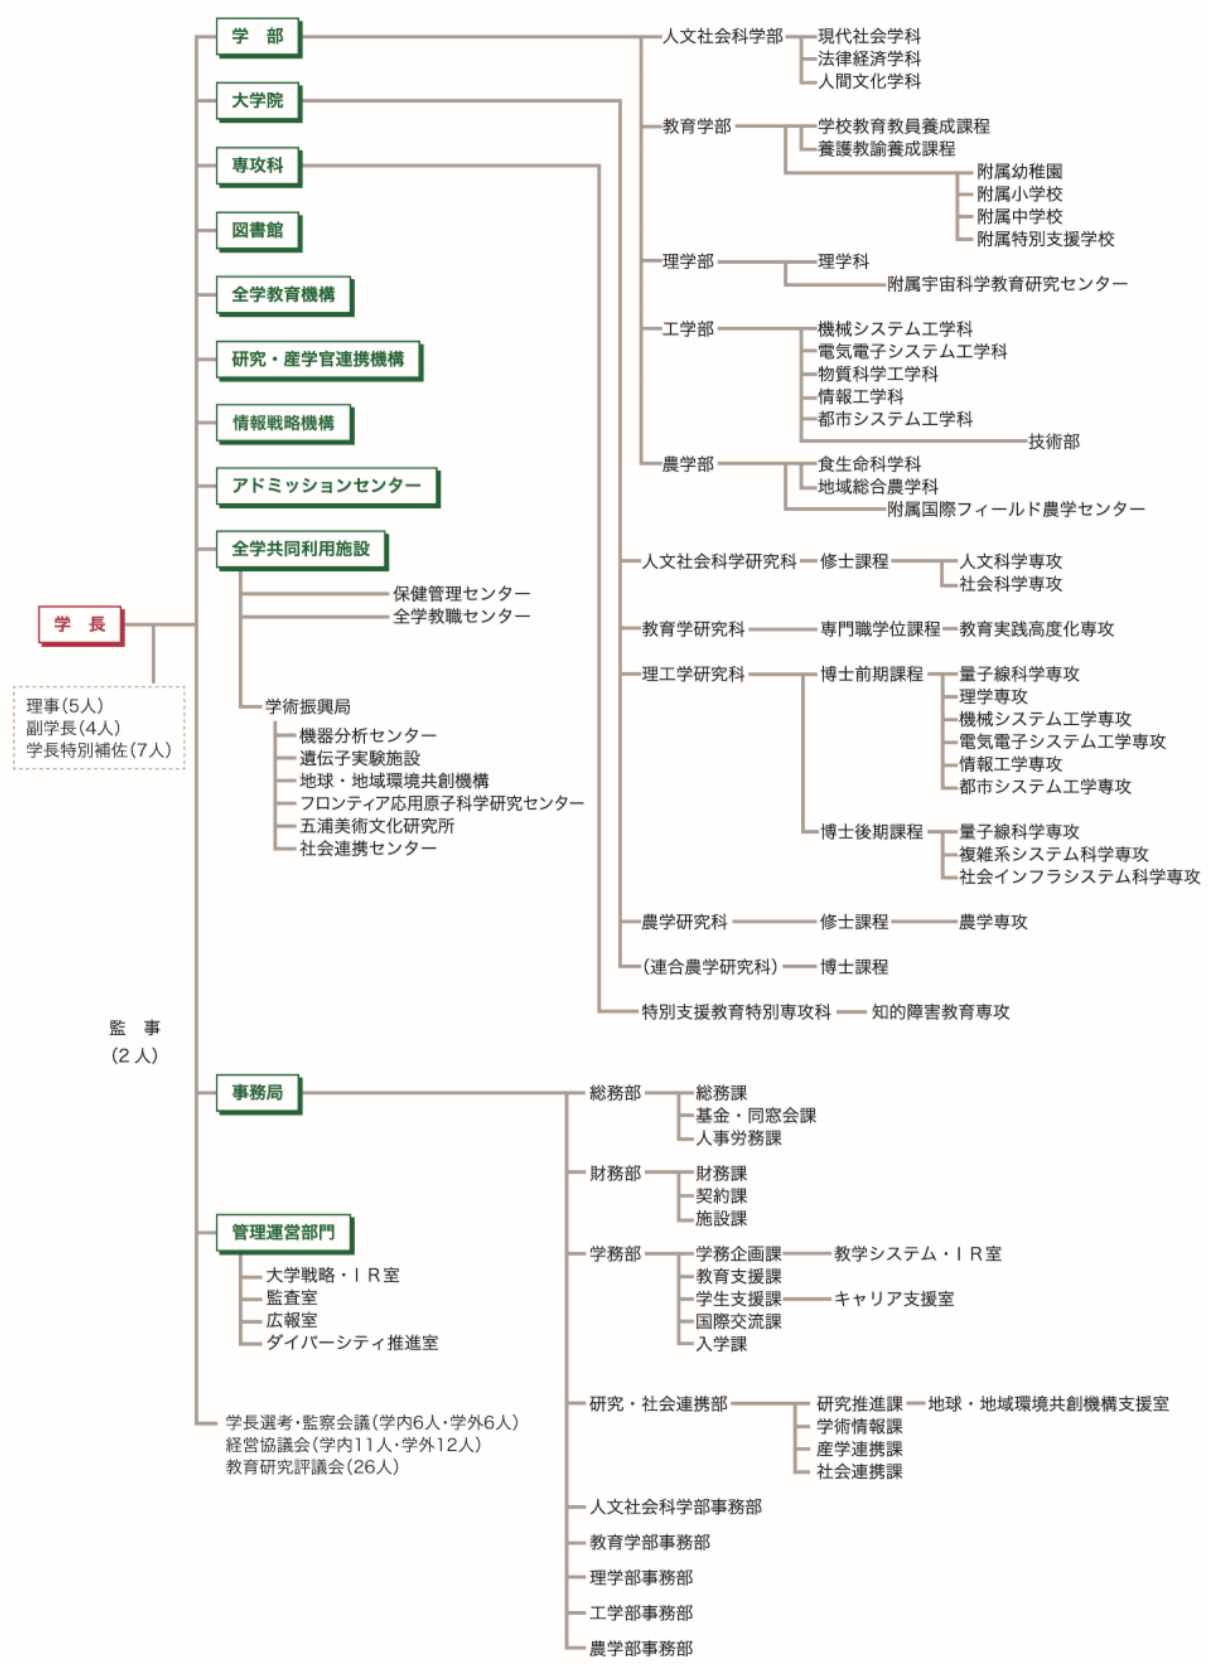 学　部
人文社会科学部
現代社会学科
法律経済学科
人間文化学科
教育学部
学校教育教員養成課程
養護教諭養成課程
附属幼稚園
附属小学校
附属中学校
附属特別支援学校
理学部
理学科
附属宇宙科学教育研究センター
工学部
機械システム工学科
電気電子システム工学科
物質科学工学科
情報工学科
都市システム工学科
技術部
農学部
食生命科学科
地域総合農学科
附属国際フィールド農学センター
大学院
人文社会科学研究科
修士課程
人文科学専攻
社会科学専攻
教育学研究科
専門職学位課程
教育実践高度化専攻
理工学研究科
博士前期課程
量子線科学専攻
理学専攻
機械システム工学専攻
電気電子システム工学専攻
情報工学専攻
都市システム工学専攻
博士後期課程
量子線科学専攻
複雑系システム科学専攻
社会インフラシステム科学専攻
農学研究科
修士課程
農学専攻
(連合農学研究科)
博士課程
専攻科
特別支援教育特別専攻科
知的障害教育専攻
図書館
全学教育機構
研究・産学官連携機構
情報戦略機構
アドミッションセンター
全学共同利用施設
保健管理センター
全学教職センター
学術振興局
機器分析センター
遺伝子実験施設
地球・地域環境共創機構
フロンティア応用原子科学研究センター
五浦美術文化研究所
社会連携センター
学　長
理事(5人)
副学長(4人)
学長特別補佐(7人)
監　事
(2人)
事務局
総務部
総務課
基金・同窓会課
人事労務課
財務部
財務課
契約課
施設課
学務部
学務企画課
教学システム・ＩＲ室
教育支援課
学生支援課
キャリア支援室
国際交流課
入学課
研究・社会連携部
研究推進課
地球・地域環境共創機構支援室
学術情報課
産学連携課
社会連携課
人文社会科学部事務部
教育学部事務部
理学部事務部
工学部事務部
農学部事務部
管理運営部門
大学戦略・ＩＲ室
監査室
広報室
ダイバーシティ推進室
学長選考・監察会議(学内6人・学外6人)
経営協議会(学内11人・学外12人)
教育研究評議会(26人)